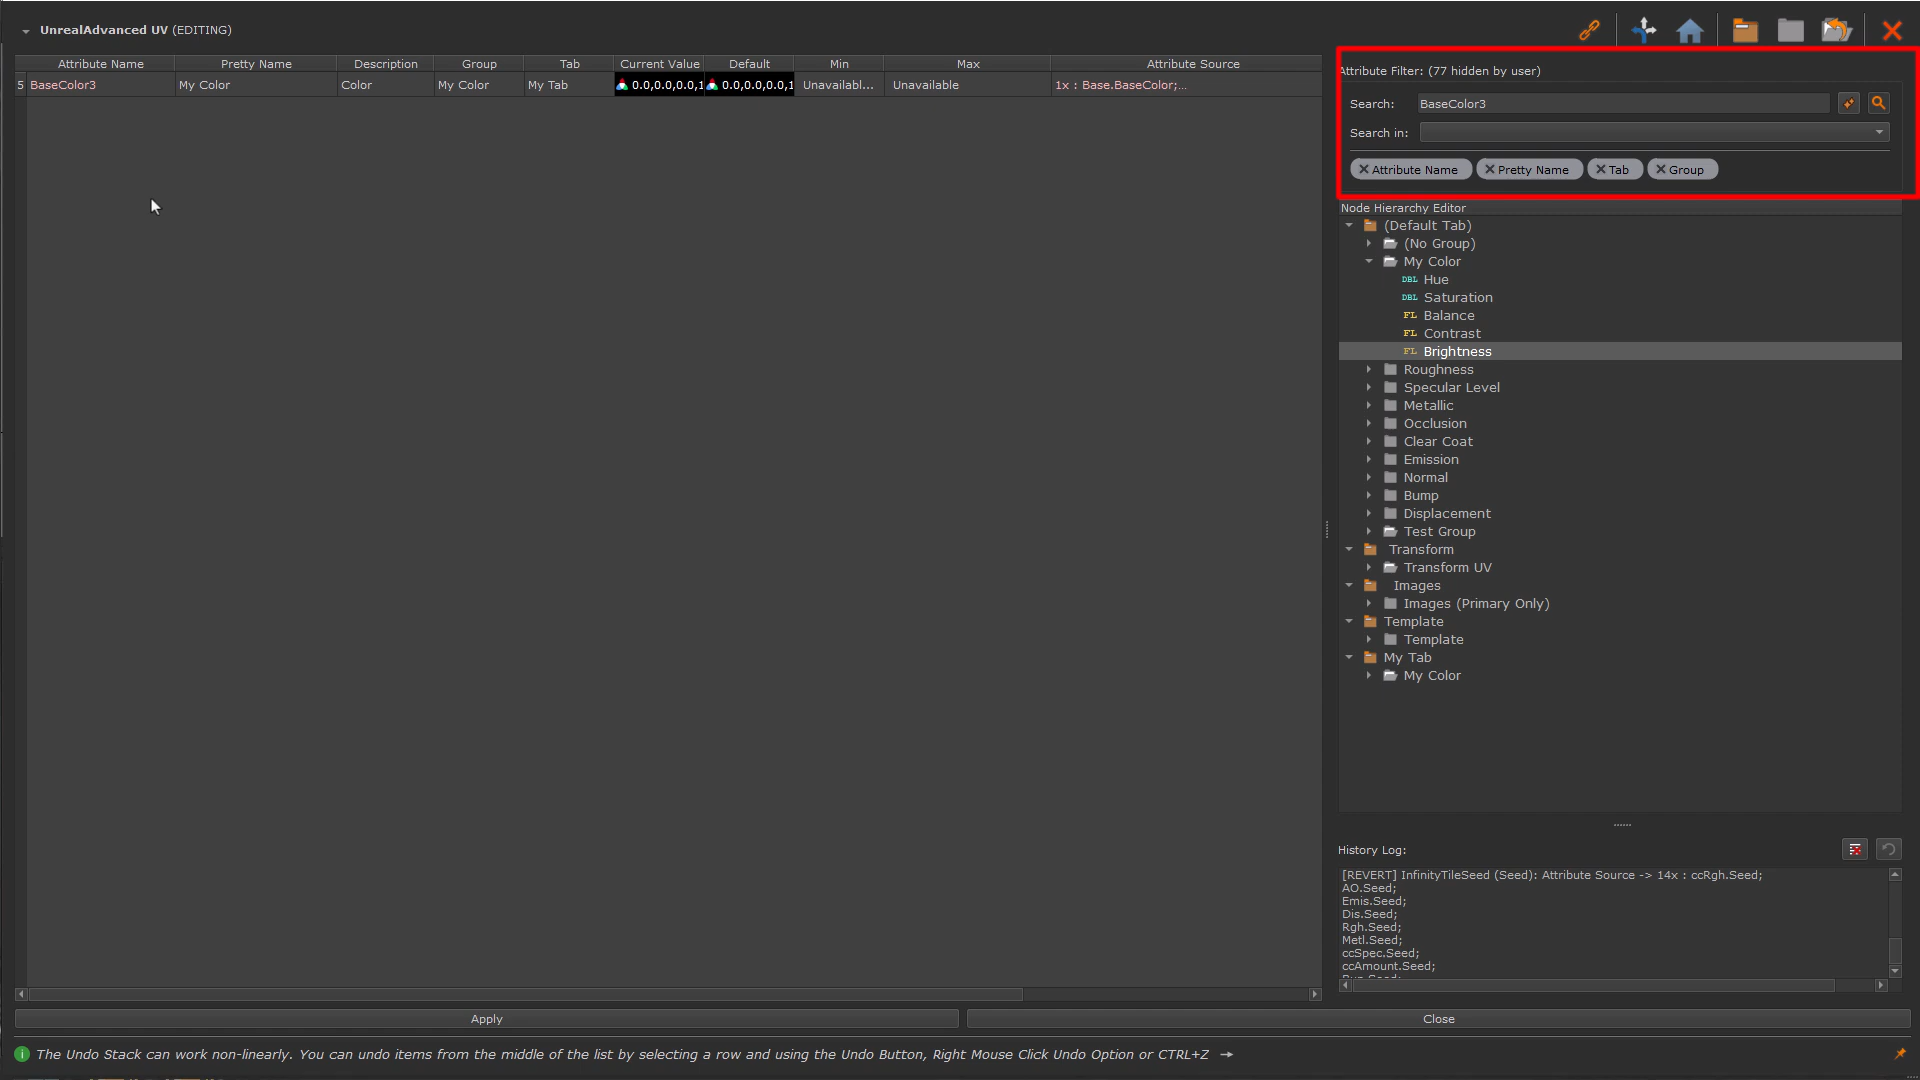 UnrealAdvanced UV (EDITING)
Attribute Name Pretty Name Description Group Tab Current Value Default Min Max Attribute Source
5 BaseColor3 My Color Color My Color My Tab 0.0,0.0,0.0,1 0.0,0.0,0.0,1 Unavailabl... Unavailable 1x : Base.BaseColor;...
Attribute Filter: (77 hidden by user)
Search: BaseColor3
Search in:
Attribute Name Pretty Name Tab Group
Node Hierarchy Editor
(Default Tab)
(No Group)
My Color
DBL Hue
DBL Saturation
FL Balance
FL Contrast
FL Brightness
Roughness
Specular Level
Metallic
Occlusion
Clear Coat
Emission
Normal
Bump
Displacement
Test Group
Transform
Transform UV
Images
Images (Primary Only)
Template
Template
My Tab
My Color
History Log:
[REVERT] InfinityTileSeed (Seed): Attribute Source -> 14x : ccRgh.Seed;
AO.Seed;
Emis.Seed;
Dis.Seed;
Rgh.Seed;
Metl.Seed;
ccSpec.Seed;
ccAmount.Seed;
Apply Close
The Undo Stack can work non-linearly. You can undo items from the middle of the list by selecting a row and using the Undo Button, Right Mouse Click Undo Option or CTRL+Z →